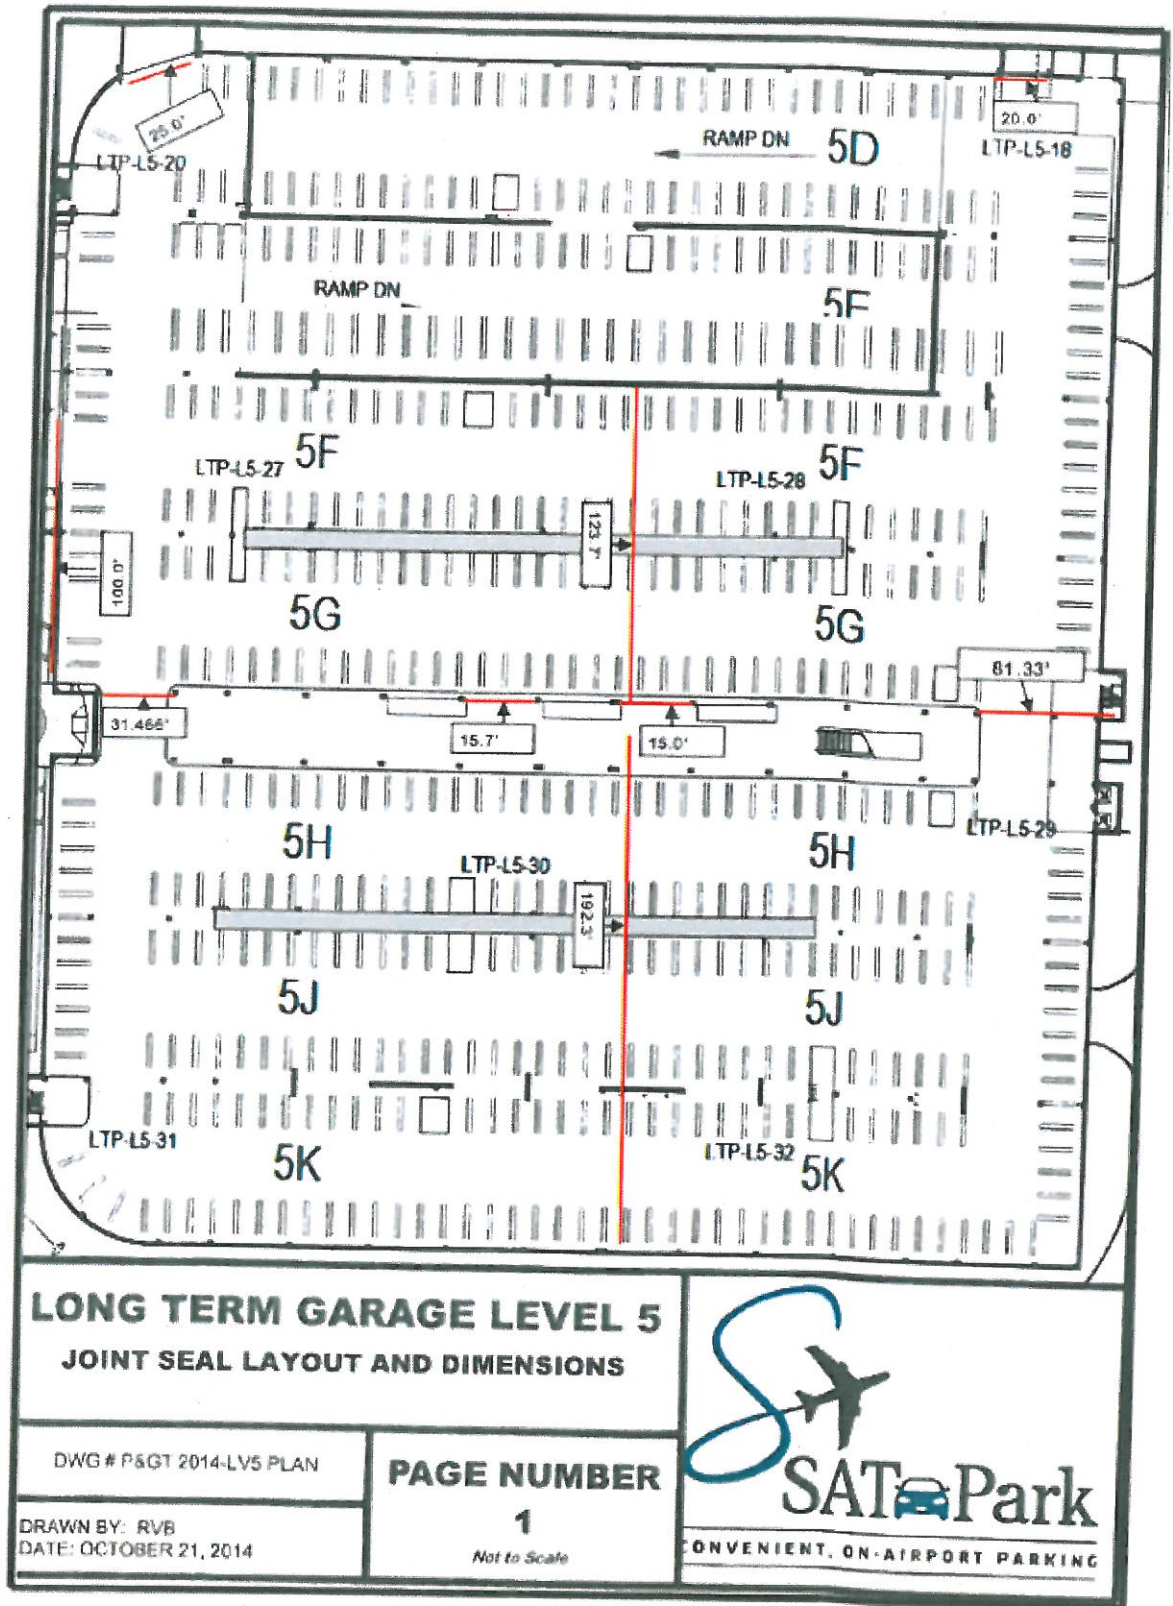 25.0'
LTP-L5-20
20.0'
LTP-L5-18
RAMP DN
5D
RAMP DN
5F
5F
LTP-L5-27
LTP-L5-28
123.7'
100.0'
5G
5G
81.33'
31.466'
15.7'
15.0'
5H
5H
LTP-L5-29
LTP-L5-30
192.3'
5J
5J
LTP-L5-31
LTP-L5-32
5K
5K
LONG TERM GARAGE LEVEL 5
JOINT SEAL LAYOUT AND DIMENSIONS
DWG # P&GT 2014-LV5 PLAN
PAGE NUMBER
1
Not to Scale
DRAWN BY: RVB
DATE: OCTOBER 21, 2014
SAT Park
CONVENIENT, ON-AIRPORT PARKING